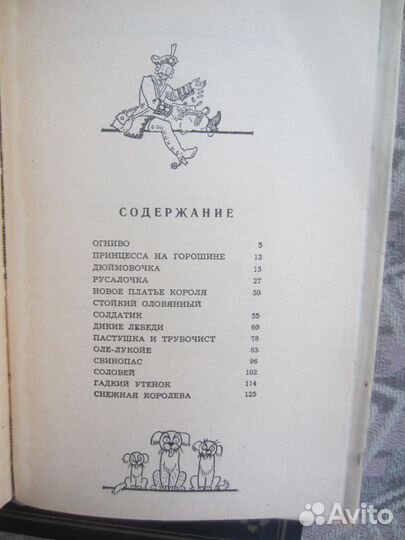 СОДЕРЖАНИЕ
ОГНИВО 5
ПРИНЦЕССА НА ГОРОШИНЕ 13
ДЮЙМОВОЧКА 15
РУСАЛОЧКА 27
НОВОЕ ПЛАТЬЕ КОРОЛЯ 50
СТОЙКИЙ ОЛОВЯННЫЙ
СОЛДАТИК 55
ДИКИЕ ЛЕБЕДИ 60
ПАСТУШКА И ТРУБОЧИСТ 78
ОЛЕ-ЛУКОЙЕ 83
СВИНОПАС 96
СОЛОВЕЙ 102
ГАДКИЙ УТЕНОК 114
СНЕЖНАЯ КОРОЛЕВА 125
Avito